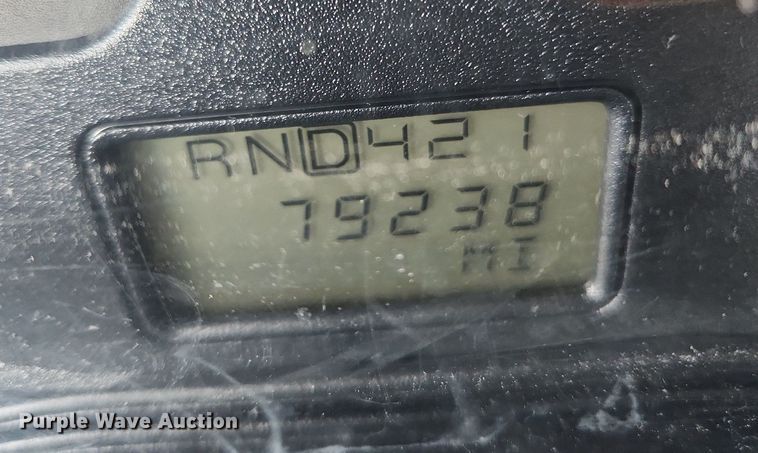 RND421
79238
MI
Purple Wave Auction